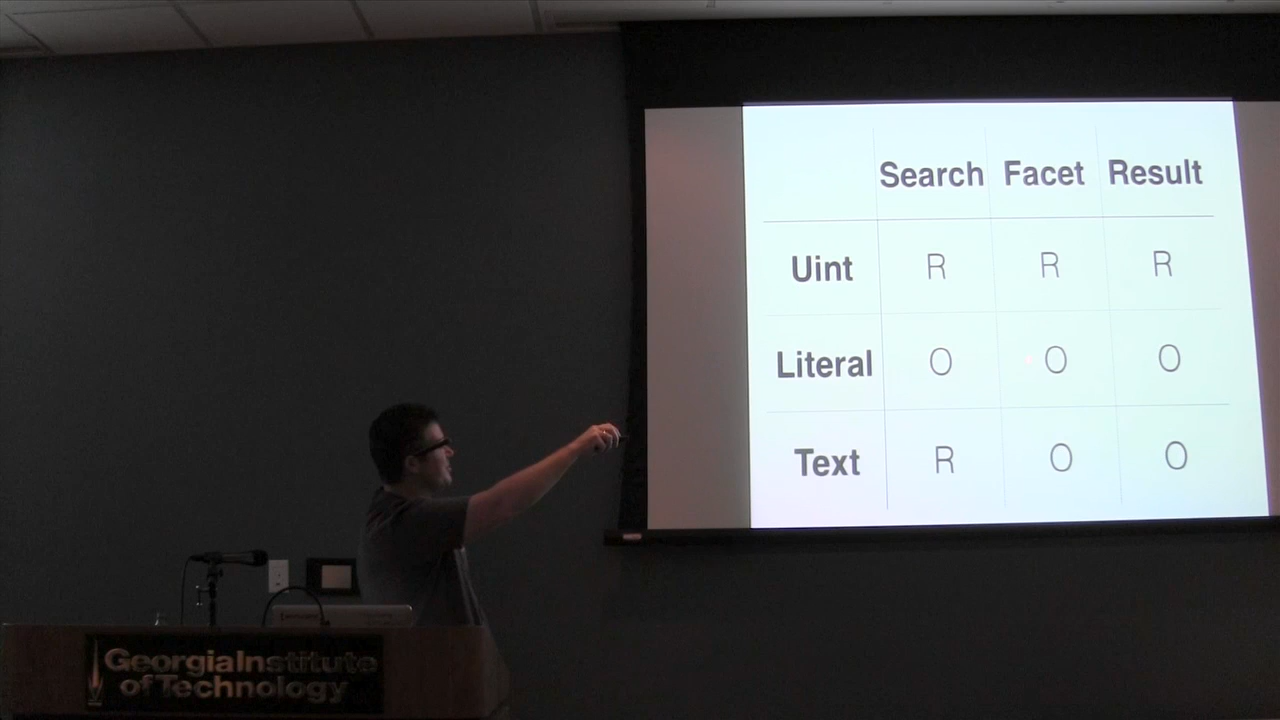 Search Facet Result
Uint R R R
Literal O O O
Text R O O
Georgia Institute
of Technology